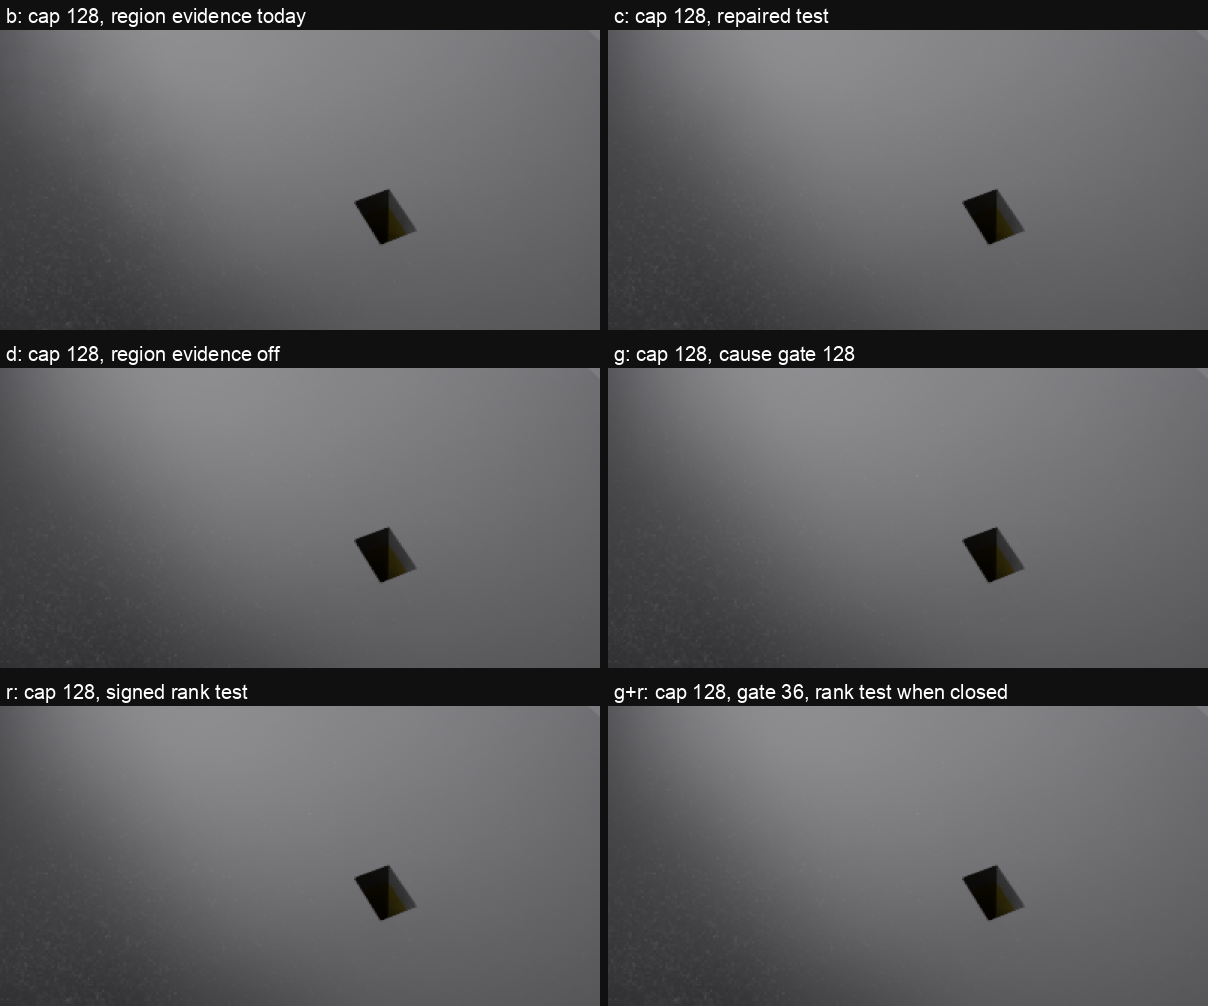 b: cap 128, region evidence today
c: cap 128, repaired test
d: cap 128, region evidence off
g: cap 128, cause gate 128
r: cap 128, signed rank test
g+r: cap 128, gate 36, rank test when closed